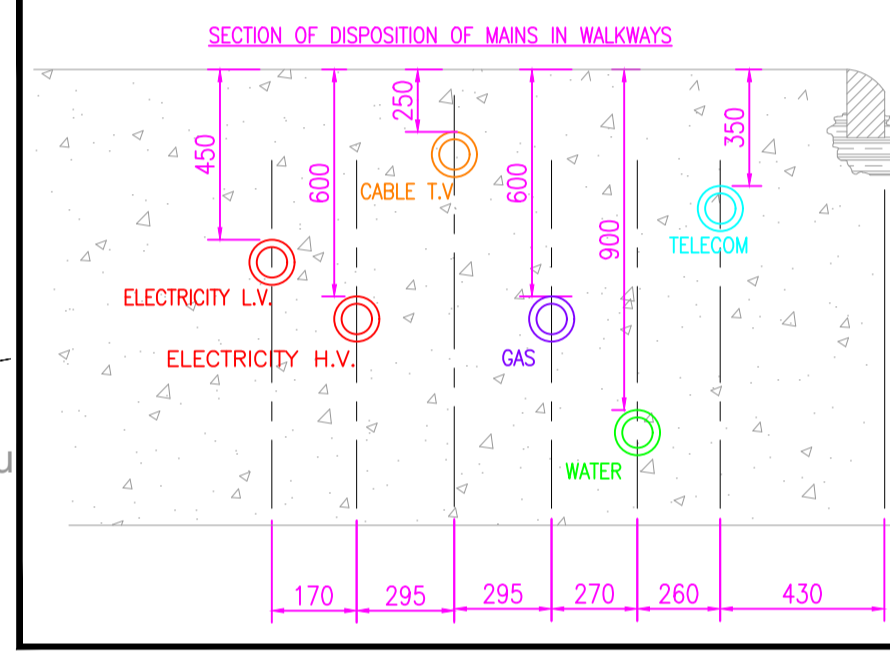 SECTION OF DISPOSITION OF MAINS IN WALKWAYS
250
350
450
600
600
CABLE T.V
900
TELECOM
ELECTRICITY L.V.
ELECTRICITY H.V.
GAS
u
WATER
170 295 295 270 260 430